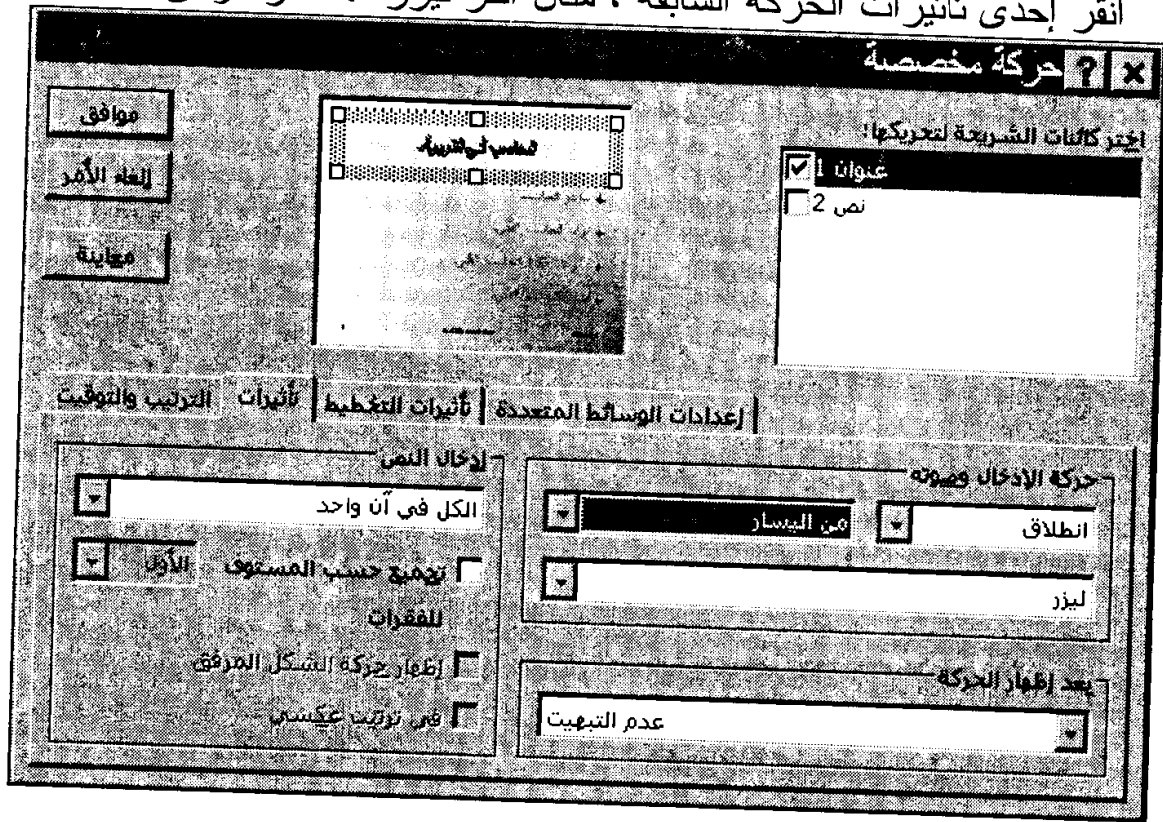 انقر إحدى تأثيرات الحركة السابقة ، مثال انقر ليزر
حركة مخصصة
اختر كائنات الشريحة لتحريكها:
عنوان 1
نص 2
موافق
إلغاء الأمر
معاينة
إعدادات الوسائط المتعددة
تأثيرات التخطيط
تأثيرات
الترتيب والتوقيت
حركة الإدخال وصوته
انطلاق
من اليسار
ليزر
بعد إظهار الحركة
عدم التبهيت
إدخال النص
الكل في آن واحد
تجميع حسب المستوى الأول
للفقرات
إظهار حركة الشكل المرفق
في ترتيب عكسي